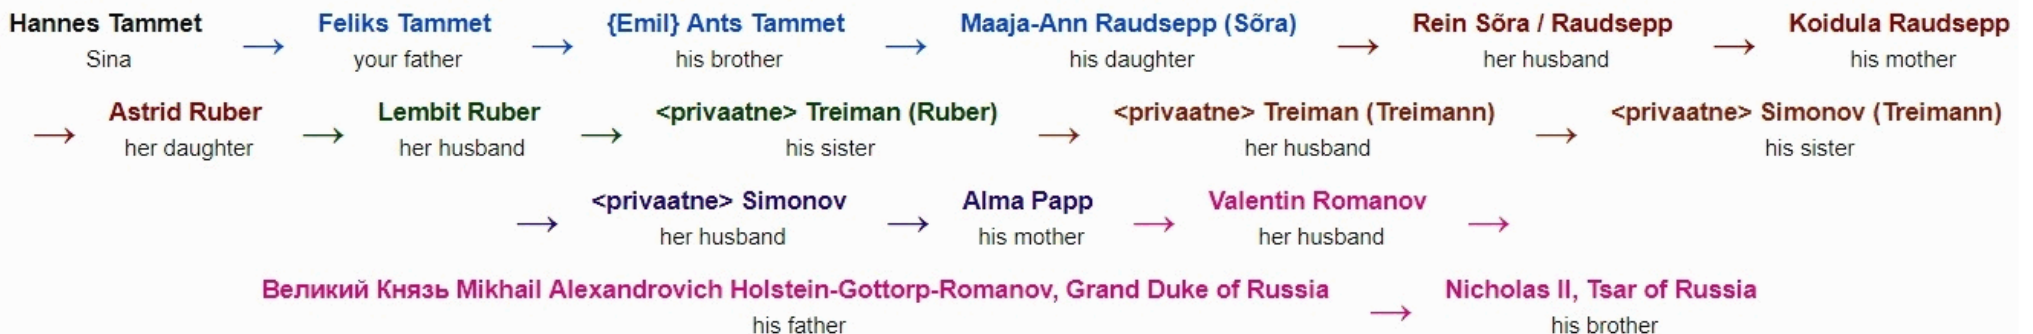 Hannes Tammet → Feliks Tammet → {Emil} Ants Tammet → Maaja-Ann Raudsepp (Sõra) → Rein Sõra / Raudsepp → Koidula Raudsepp
Sina your father his brother his daughter her husband his mother
→ Astrid Ruber → Lembit Ruber → <privaatne> Treiman (Ruber) → <privaatne> Treiman (Treimann) → <privaatne> Simonov (Treimann)
her daughter her husband his sister her husband his sister
→ <privaatne> Simonov → Alma Papp → Valentin Romanov →
her husband his mother her husband
Великий Князь Mikhail Alexandrovich Holstein-Gottorp-Romanov, Grand Duke of Russia → Nicholas II, Tsar of Russia
his father his brother